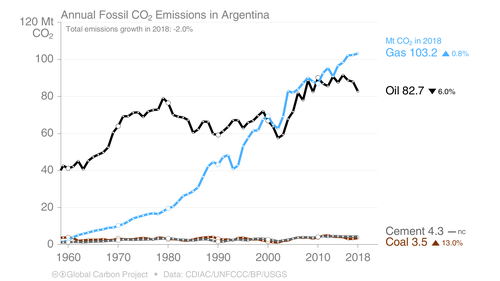 Annual Fossil CO₂ Emissions in Argentina
120 Mt
CO₂
Total emissions growth in 2018: -2.0%
100
80
60
40
20
0
1960 1970 1980 1990 2000 2010 2018
Mt CO₂ in 2018
Gas 103.2 ▲ 0.8%
Oil 82.7 ▼ 6.0%
Cement 4.3 — nc
Coal 3.5 ▲ 13.0%
Global Carbon Project • Data: CDIAC/UNFCCC/BP/USGS